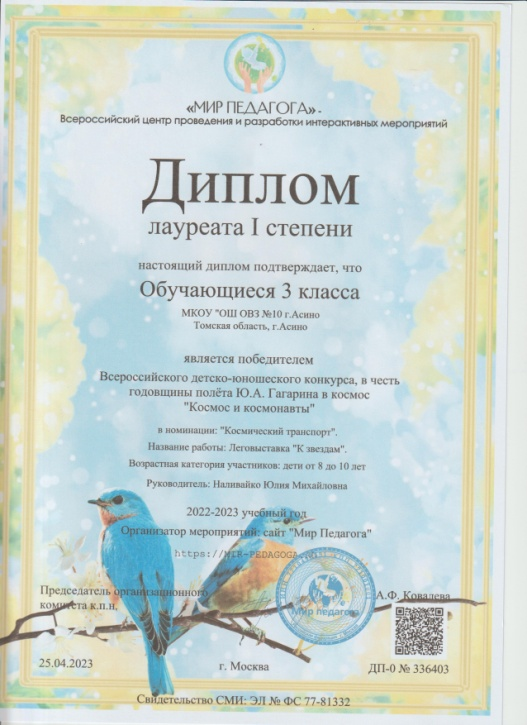 «МИР ПЕДАГОГА» -
Всероссийский центр проведения и разработки интерактивных мероприятий
Диплом
лауреата I степени
настоящий диплом подтверждает, что
Обучающиеся 3 класса
МКОУ "ОШ ОВЗ №10 г.Асино
Томская область, г.Асино
является победителем
Всероссийского детско-юношеского конкурса, в честь
годовщины полёта Ю.А. Гагарина в космос
"Космос и космонавты"
в номинации: "Космический транспорт".
Название работы: Леговыставка "К звездам".
Возрастная категория участников: дети от 8 до 10 лет
Руководитель: Наливайко Юлия Михайловна
2022-2023 учебный год
Организатор мероприятий: сайт "Мир Педагога"
https://MIR-PEDAGOGA.
Председатель организационного
комитета к.п.н.
А.Ф. Ковалева
Мир педагога
25.04.2023
г. Москва
ДП-0 № 336403
Свидетельство СМИ: ЭЛ № ФС 77-81332